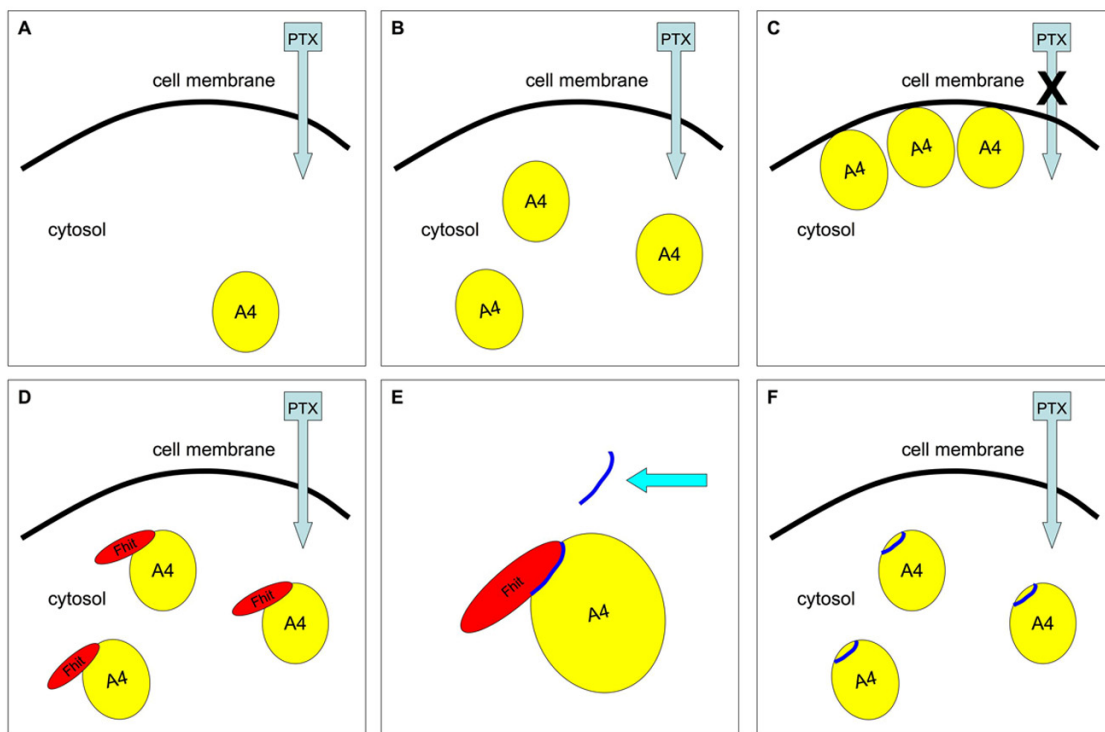 A
PTX
cell membrane
cytosol
A4
B
PTX
cell membrane
A4
cytosol
A4
A4
C
PTX
X
cell membrane
A4
A4
A4
cytosol
D
PTX
cell membrane
Fhit
A4
cytosol
Fhit
A4
Fhit
A4
E
Fhit
A4
F
PTX
cell membrane
A4
cytosol
A4
A4